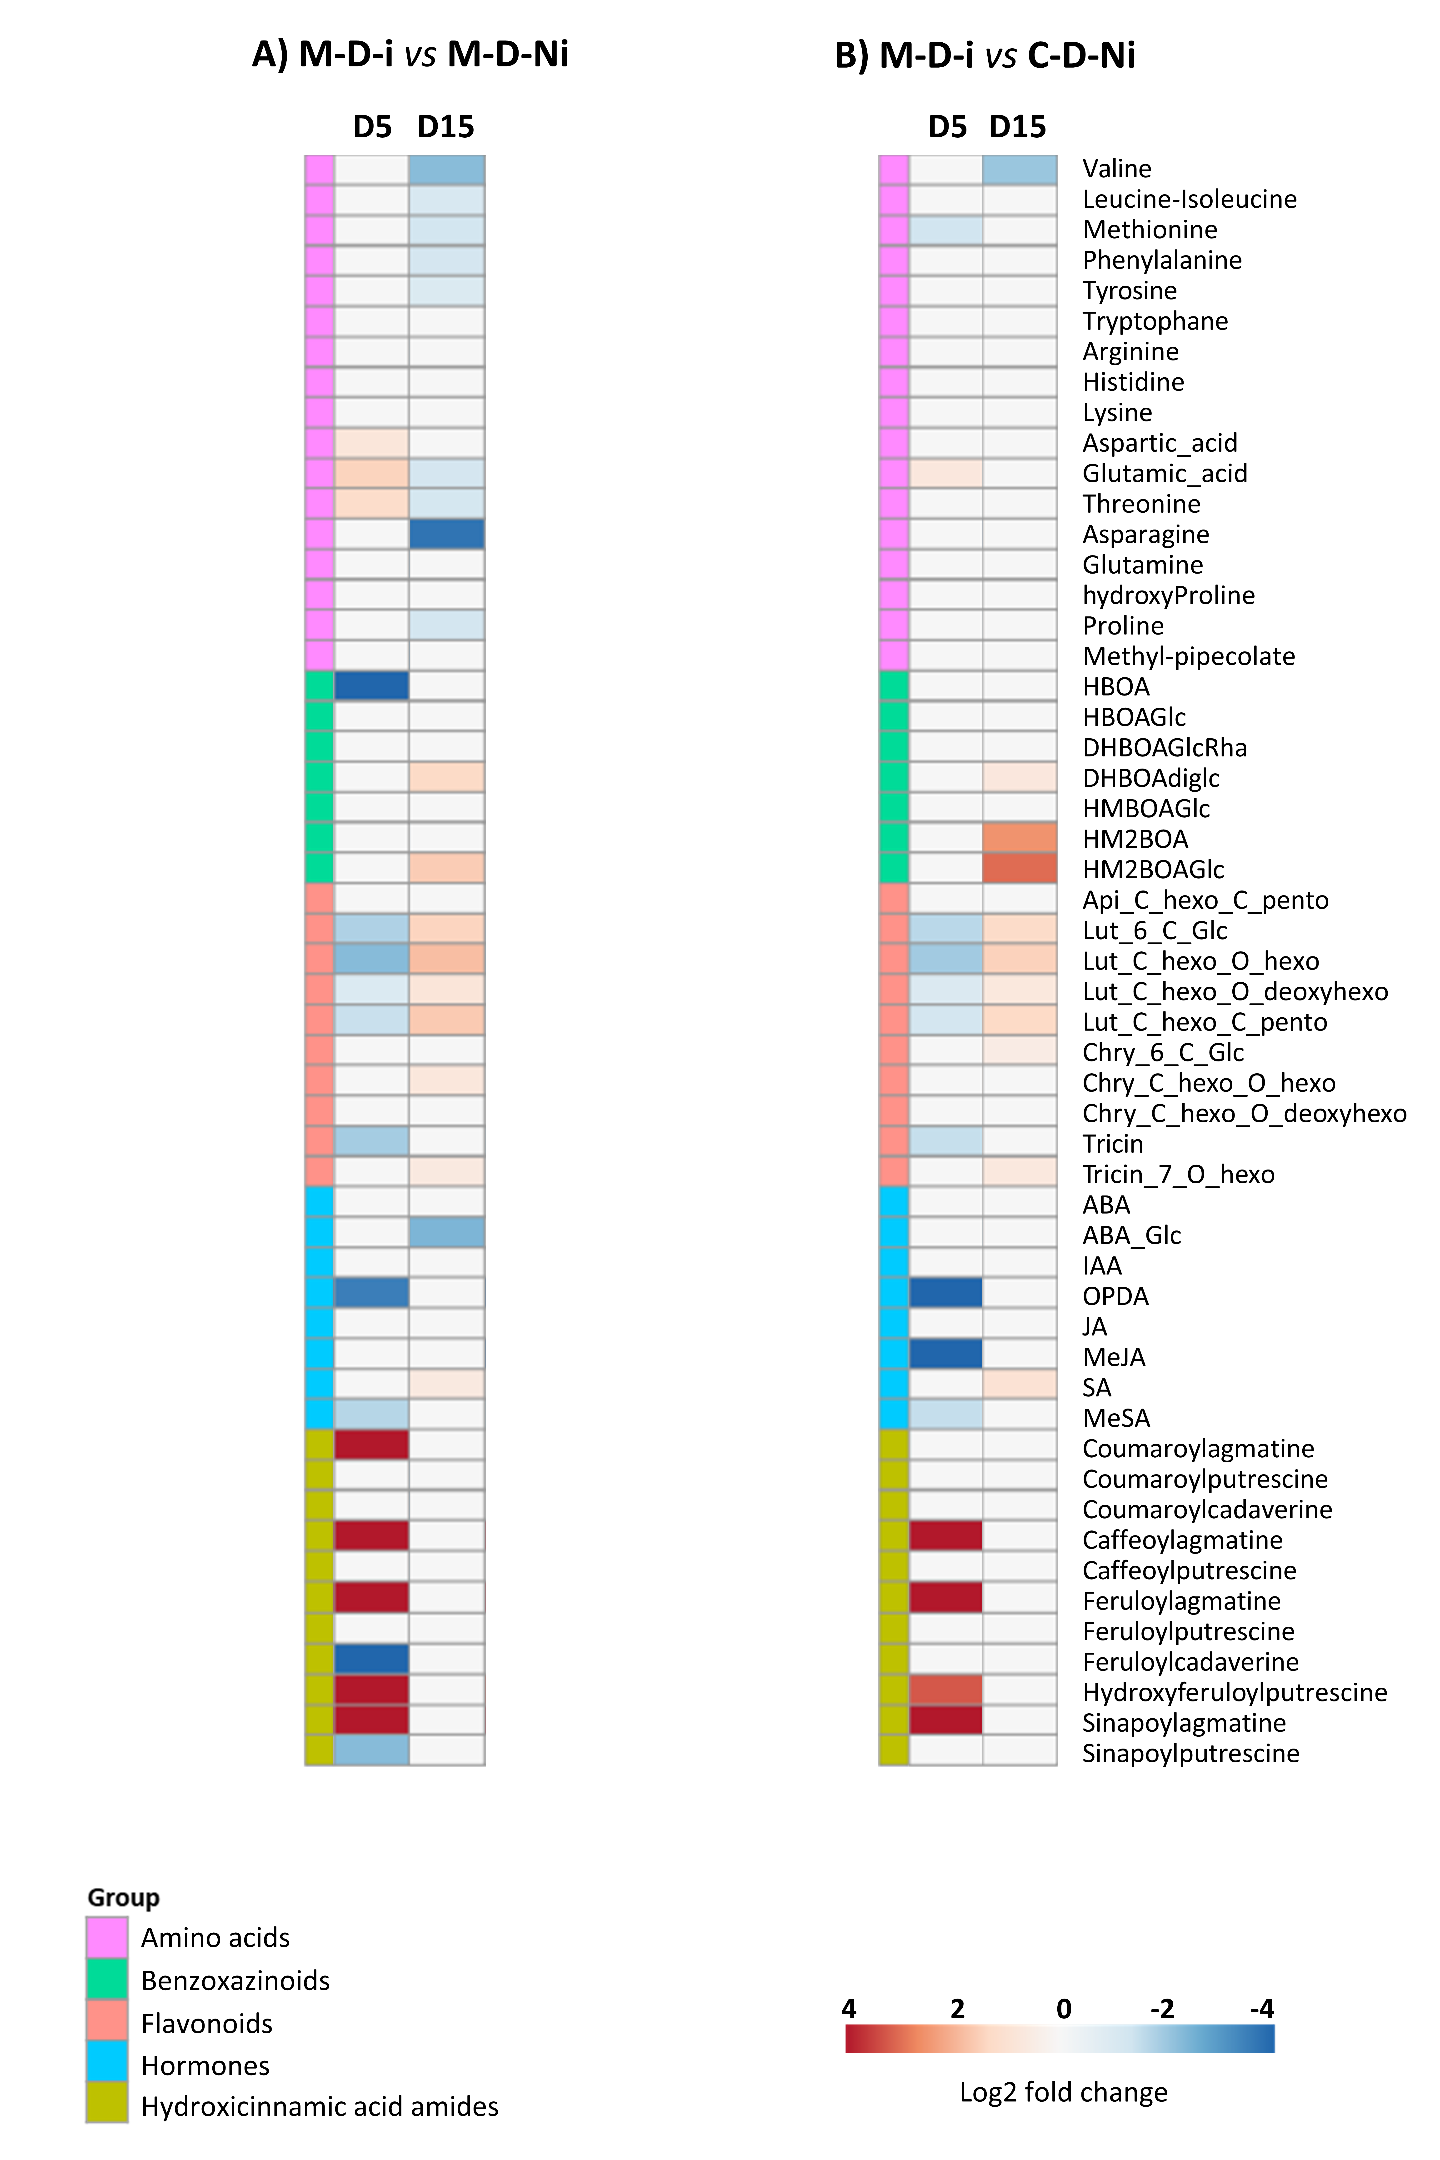 A) M-D-i vs M-D-Ni
B) M-D-i vs C-D-Ni
D5 D15
D5 D15
Valine
Leucine-Isoleucine
Methionine
Phenylalanine
Tyrosine
Tryptophane
Arginine
Histidine
Lysine
Aspartic_acid
Glutamic_acid
Threonine
Asparagine
Glutamine
hydroxyProline
Proline
Methyl-pipecolate
HBOA
HBOAGlc
DHBOAGlcRha
DHBOAdiglc
HMBOAGlc
HM2BOA
HM2BOAGlc
Api_C_hexo_C_pento
Lut_6_C_Glc
Lut_C_hexo_O_hexo
Lut_C_hexo_O_deoxyhexo
Lut_C_hexo_C_pento
Chry_6_C_Glc
Chry_C_hexo_O_hexo
Chry_C_hexo_O_deoxyhexo
Tricin
Tricin_7_O_hexo
ABA
ABA_Glc
IAA
OPDA
JA
MeJA
SA
MeSA
Coumaroylagmatine
Coumaroylputrescine
Coumaroylcadaverine
Caffeoylagmatine
Caffeoylputrescine
Feruloylagmatine
Feruloylputrescine
Feruloylcadaverine
Hydroxyferuloylputrescine
Sinapoylagmatine
Sinapoylputrescine
Group
Amino acids
Benzoxazinoids
Flavonoids
Hormones
Hydroxicinnamic acid amides
4 2 0 -2 -4
Log2 fold change